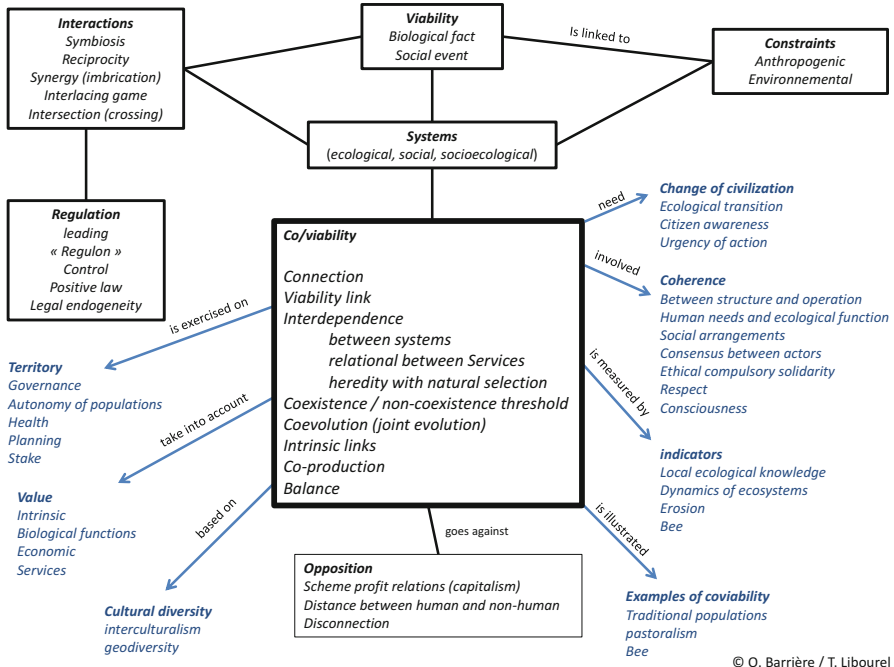 Interactions
Symbiosis
Reciprocity
Synergy (imbrication)
Interlacing game
Intersection (crossing)
Viability
Biological fact
Social event
Is linked to
Constraints
Anthropogenic
Environnemental
Systems
(ecological, social, socioecological)
Regulation
leading
« Regulon »
Control
Positive law
Legal endogeneity
Co/viability
Connection
Viability link
Interdependence
between systems
relational between Services
heredity with natural selection
Coexistence / non-coexistence threshold
Coevolution (joint evolution)
Intrinsic links
Co-production
Balance
need
Change of civilization
Ecological transition
Citizen awareness
Urgency of action
involved
Coherence
Between structure and operation
Human needs and ecological function
Social arrangements
Consensus between actors
Ethical compulsory solidarity
Respect
Consciousness
is measured by
indicators
Local ecological knowledge
Dynamics of ecosystems
Erosion
Bee
is illustrated
Examples of coviability
Traditional populations
pastoralism
Bee
is exercised on
Territory
Governance
Autonomy of populations
Health
Planning
Stake
take into account
Value
Intrinsic
Biological functions
Economic
Services
based on
Cultural diversity
interculturalism
geodiversity
goes against
Opposition
Scheme profit relations (capitalism)
Distance between human and non-human
Disconnection
© O. Barrière / T. Libourel